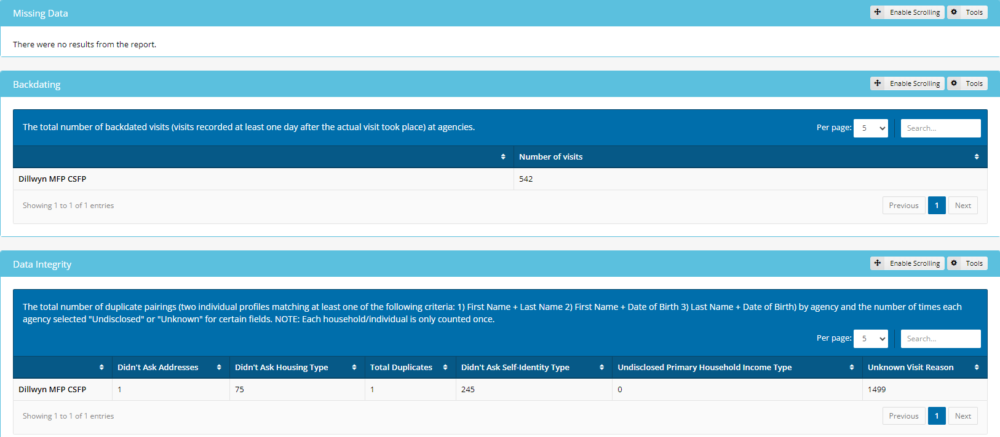 Missing Data
Enable Scrolling
Tools
There were no results from the report.
Backdating
Enable Scrolling
Tools
The total number of backdated visits (visits recorded at least one day after the actual visit took place) at agencies.
Per page: 5
Search...
Number of visits
Dillwyn MFP CSFP 542
Showing 1 to 1 of 1 entries
Previous 1 Next
Data Integrity
Enable Scrolling
Tools
The total number of duplicate pairings (two individual profiles matching at least one of the following criteria: 1) First Name + Last Name 2) First Name + Date of Birth 3) Last Name + Date of Birth) by agency and the number of times each
agency selected "Undisclosed" or "Unknown" for certain fields. NOTE: Each household/individual is only counted once.
Per page: 5
Search...
Didn't Ask Addresses Didn't Ask Housing Type Total Duplicates Didn't Ask Self-Identity Type Undisclosed Primary Household Income Type Unknown Visit Reason
Dillwyn MFP CSFP 1 75 1 245 0 1499
Showing 1 to 1 of 1 entries
Previous 1 Next